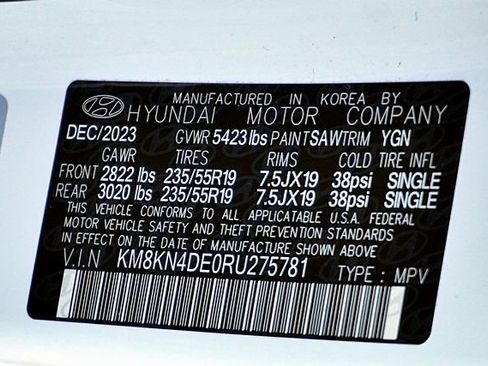 MANUFACTURED IN KOREA BY
HYUNDAI MOTOR COMPANY
DEC/2023 GVWR 5423 lbs PAINT SAW TRIM YGN
GAWR TIRES RIMS COLD TIRE INFL
FRONT 2822 lbs 235/55R19 7.5JX19 38psi SINGLE
REAR 3020 lbs 235/55R19 7.5JX19 38psi SINGLE
THIS VEHICLE CONFORMS TO ALL APPLICATABLE U.S.A. FEDERAL
MOTOR VEHICLE SAFETY AND THEFT PREVENTION STANDARDS
IN EFFECT ON THE DATE OF MANUFACTURE SHOWN ABOVE
V.I.N KM8KN4DE0RU275781 TYPE : MPV